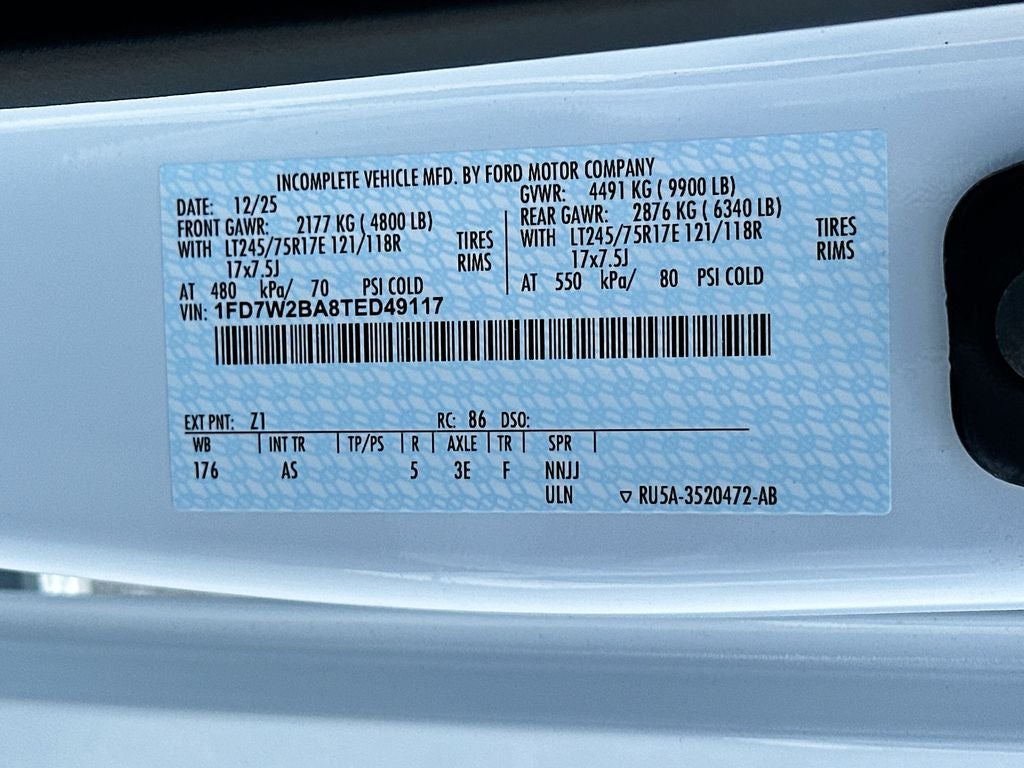 INCOMPLETE VEHICLE MFD. BY FORD MOTOR COMPANY
DATE: 12/25
GVWR: 4491 KG ( 9900 LB)
FRONT GAWR: 2177 KG ( 4800 LB)
REAR GAWR: 2876 KG ( 6340 LB)
WITH LT245/75R17E 121/118R TIRES
WITH LT245/75R17E 121/118R TIRES
17x7.5J RIMS
17x7.5J RIMS
AT 480 kPa/ 70 PSI COLD
AT 550 kPa/ 80 PSI COLD
VIN: 1FD7W2BA8TED49117
EXT PNT: Z1 RC: 86 DSO:
WB INT TR TP/PS R AXLE TR SPR
176 AS 5 3E F NNJJ
ULN ▽ RU5A-3520472-AB